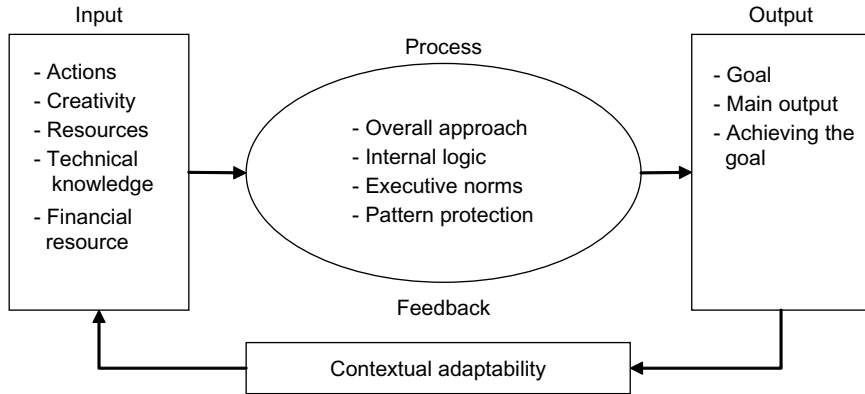 Input
- Actions
- Creativity
- Resources
- Technical
knowledge
- Financial
resource
Process
- Overall approach
- Internal logic
- Executive norms
- Pattern protection
Output
- Goal
- Main output
- Achieving the
goal
Feedback
Contextual adaptability